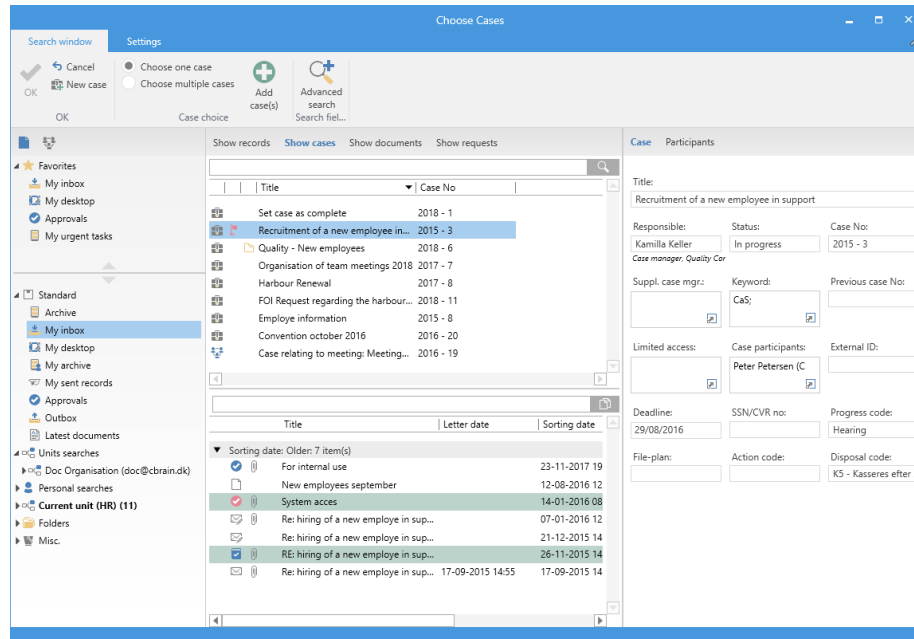 Choose Cases
Search window
Settings
OK
Cancel
New case
OK
Choose one case
Choose multiple cases
Case choice
Add case(s)
Advanced search
Search fiel...
Favorites
My inbox
My desktop
Approvals
My urgent tasks
Standard
Archive
My inbox
My desktop
My archive
My sent records
Approvals
Outbox
Latest documents
Units searches
Doc Organisation (doc@cbrain.dk)
Personal searches
Current unit (HR) (11)
Folders
Misc.
Show records Show cases Show documents Show requests
Title Case No
Set case as complete 2018 - 1
Recruitment of a new employee in... 2015 - 3
Quality - New employees 2018 - 6
Organisation of team meetings 2018 2017 - 7
Harbour Renewal 2017 - 8
FOI Request regarding the harbour... 2018 - 11
Employe information 2015 - 8
Convention october 2016 2016 - 20
Case relating to meeting: Meeting... 2016 - 19
Title Letter date Sorting date
Sorting date: Older: 7 item(s)
For internal use 23-11-2017 19
New employees september 12-08-2016 12
System acces 14-01-2016 08
Re: hiring of a new employe in sup... 07-01-2016 12
Re: hiring of a new employe in sup... 21-12-2015 14
RE: hiring of a new employe in sup... 26-11-2015 14
Re: hiring of a new employe in sup... 17-09-2015 14:55 17-09-2015 14
Case Participants
Title:
Recruitment of a new employee in support
Responsible: Status: Case No:
Kamilla Keller In progress 2015 - 3
Case manager, Quality Cor
Suppl. case mgr.: Keyword: Previous case No:
CaS;
Limited access: Case participants: External ID:
Peter Petersen (C
Deadline: SSN/CVR no: Progress code:
29/08/2016 Hearing
File-plan: Action code: Disposal code:
K5 - Kasseres efter